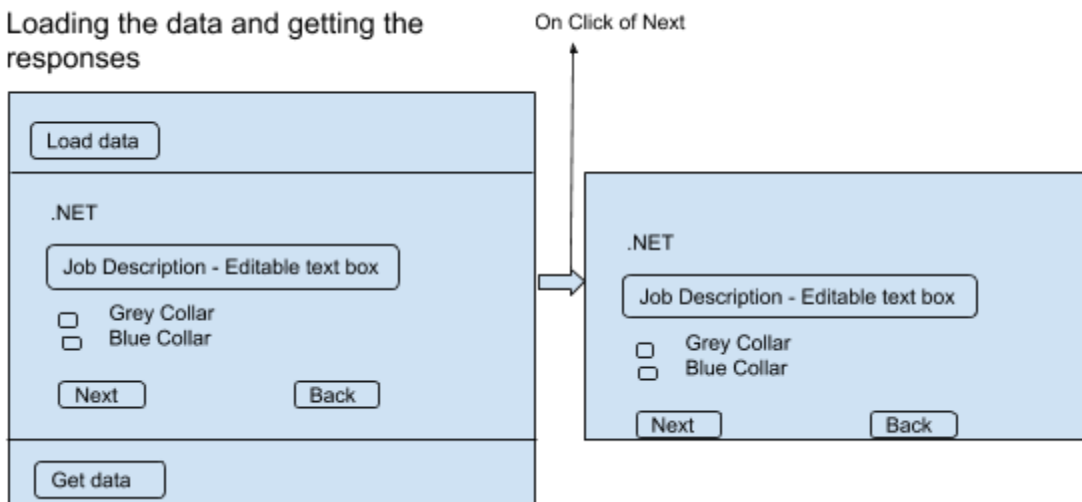 Loading the data and getting the
responses
On Click of Next
Load data
.NET
Job Description - Editable text box
Grey Collar
Blue Collar
Next
Back
Get data
.NET
Job Description - Editable text box
Grey Collar
Blue Collar
Next
Back